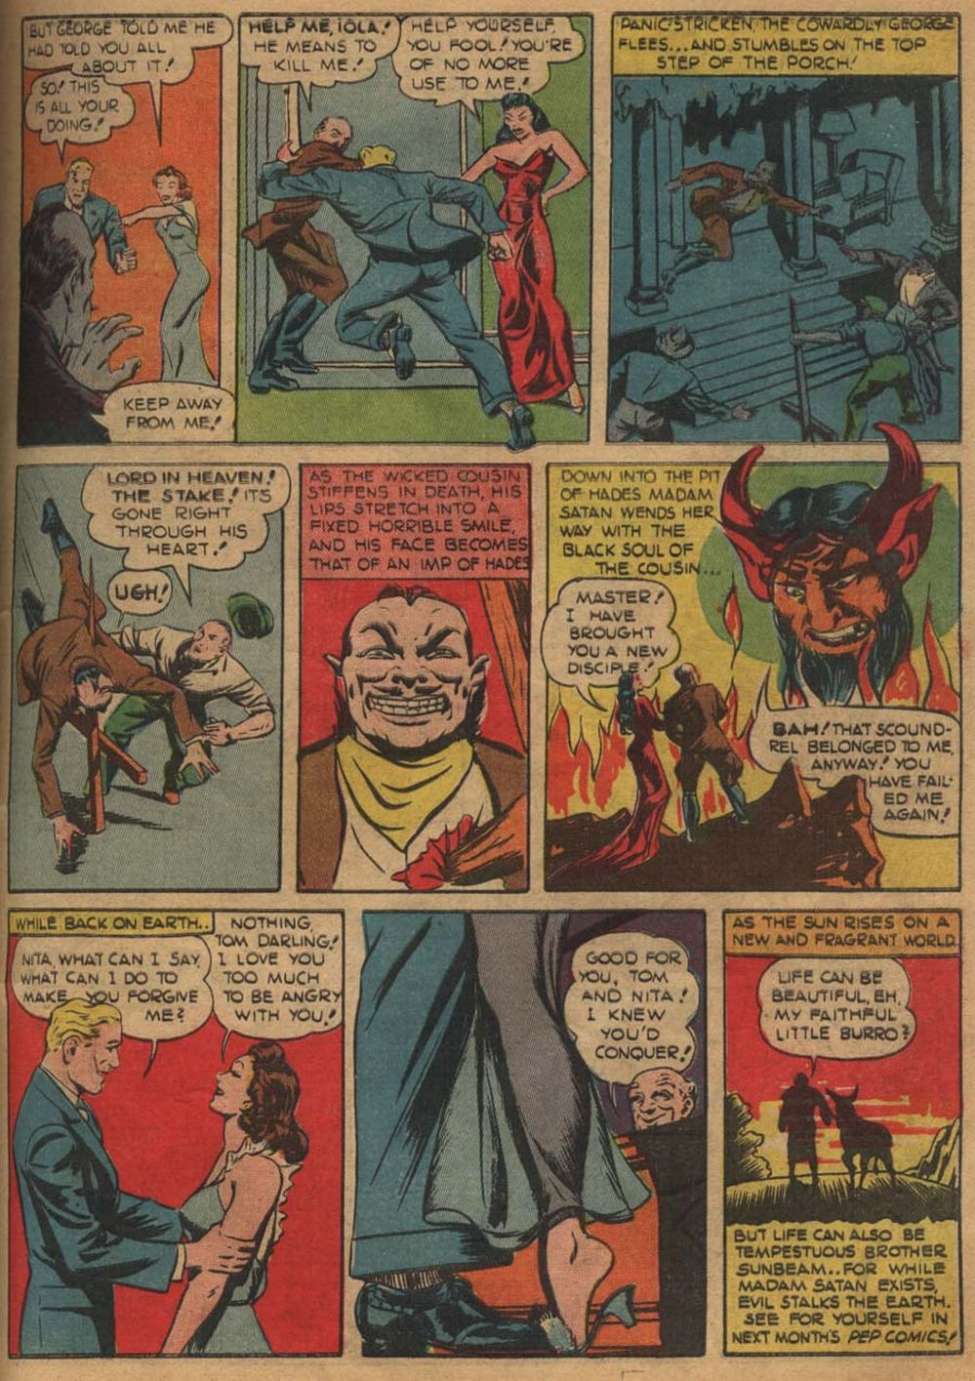 BUT GEORGE TOLD ME HE
HAD TOLD YOU ALL
ABOUT IT!
SO! THIS
IS ALL YOUR
DOING!
KEEP AWAY
FROM ME!
HELP ME, IOLA!
HE MEANS TO
KILL ME!
HELP YOURSELF,
YOU FOOL! YOU'RE
OF NO MORE
USE TO ME!
PANIC-STRICKEN, THE COWARDLY GEORGE
FLEES...AND STUMBLES ON THE TOP
STEP OF THE PORCH!
LORD IN HEAVEN!
THE STAKE! ITS
GONE RIGHT
THROUGH HIS
HEART!
UGH!
AS THE WICKED COUSIN
STIFFENS IN DEATH, HIS
LIPS STRETCH INTO A
FIXED HORRIBLE SMILE,
AND HIS FACE BECOMES
THAT OF AN IMP OF HADES
DOWN INTO THE PIT
OF HADES MADAM
SATAN WENDS HER
WAY WITH THE
BLACK SOUL OF
THE COUSIN...
MASTER!
I HAVE
BROUGHT
YOU A NEW
DISCIPLE!
BAH! THAT SCOUND-
REL BELONGED TO ME,
ANYWAY! YOU
HAVE FAIL-
ED ME
AGAIN!
WHILE BACK ON EARTH..
NITA, WHAT CAN I SAY,
WHAT CAN I DO TO
MAKE YOU FORGIVE
ME?
NOTHING,
TOM DARLING!
I LOVE YOU
TOO MUCH
TO BE ANGRY
WITH YOU!
GOOD FOR
YOU, TOM
AND NITA!
I KNEW
YOU'D
CONQUER!
AS THE SUN RISES ON A
NEW AND FRAGRANT WORLD.
LIFE CAN BE
BEAUTIFUL, EH,
MY FAITHFUL
LITTLE BURRO?
BUT LIFE CAN ALSO BE
TEMPESTUOUS BROTHER
SUNBEAM..FOR WHILE
MADAM SATAN EXISTS,
EVIL STALKS THE EARTH.
SEE FOR YOURSELF IN
NEXT MONTH'S PEP COMICS!